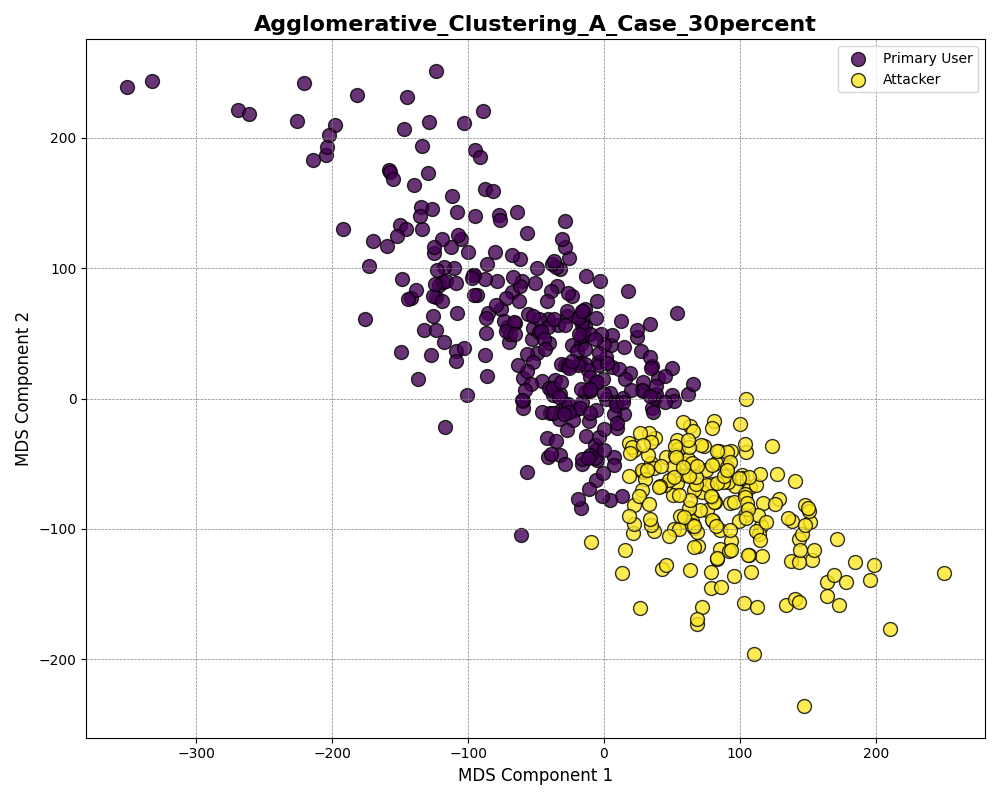 Agglomerative_Clustering_A_Case_30percent
Primary User
Attacker
200
100
0
−100
−200
MDS Component 2
−300
−200
−100
0
100
200
MDS Component 1